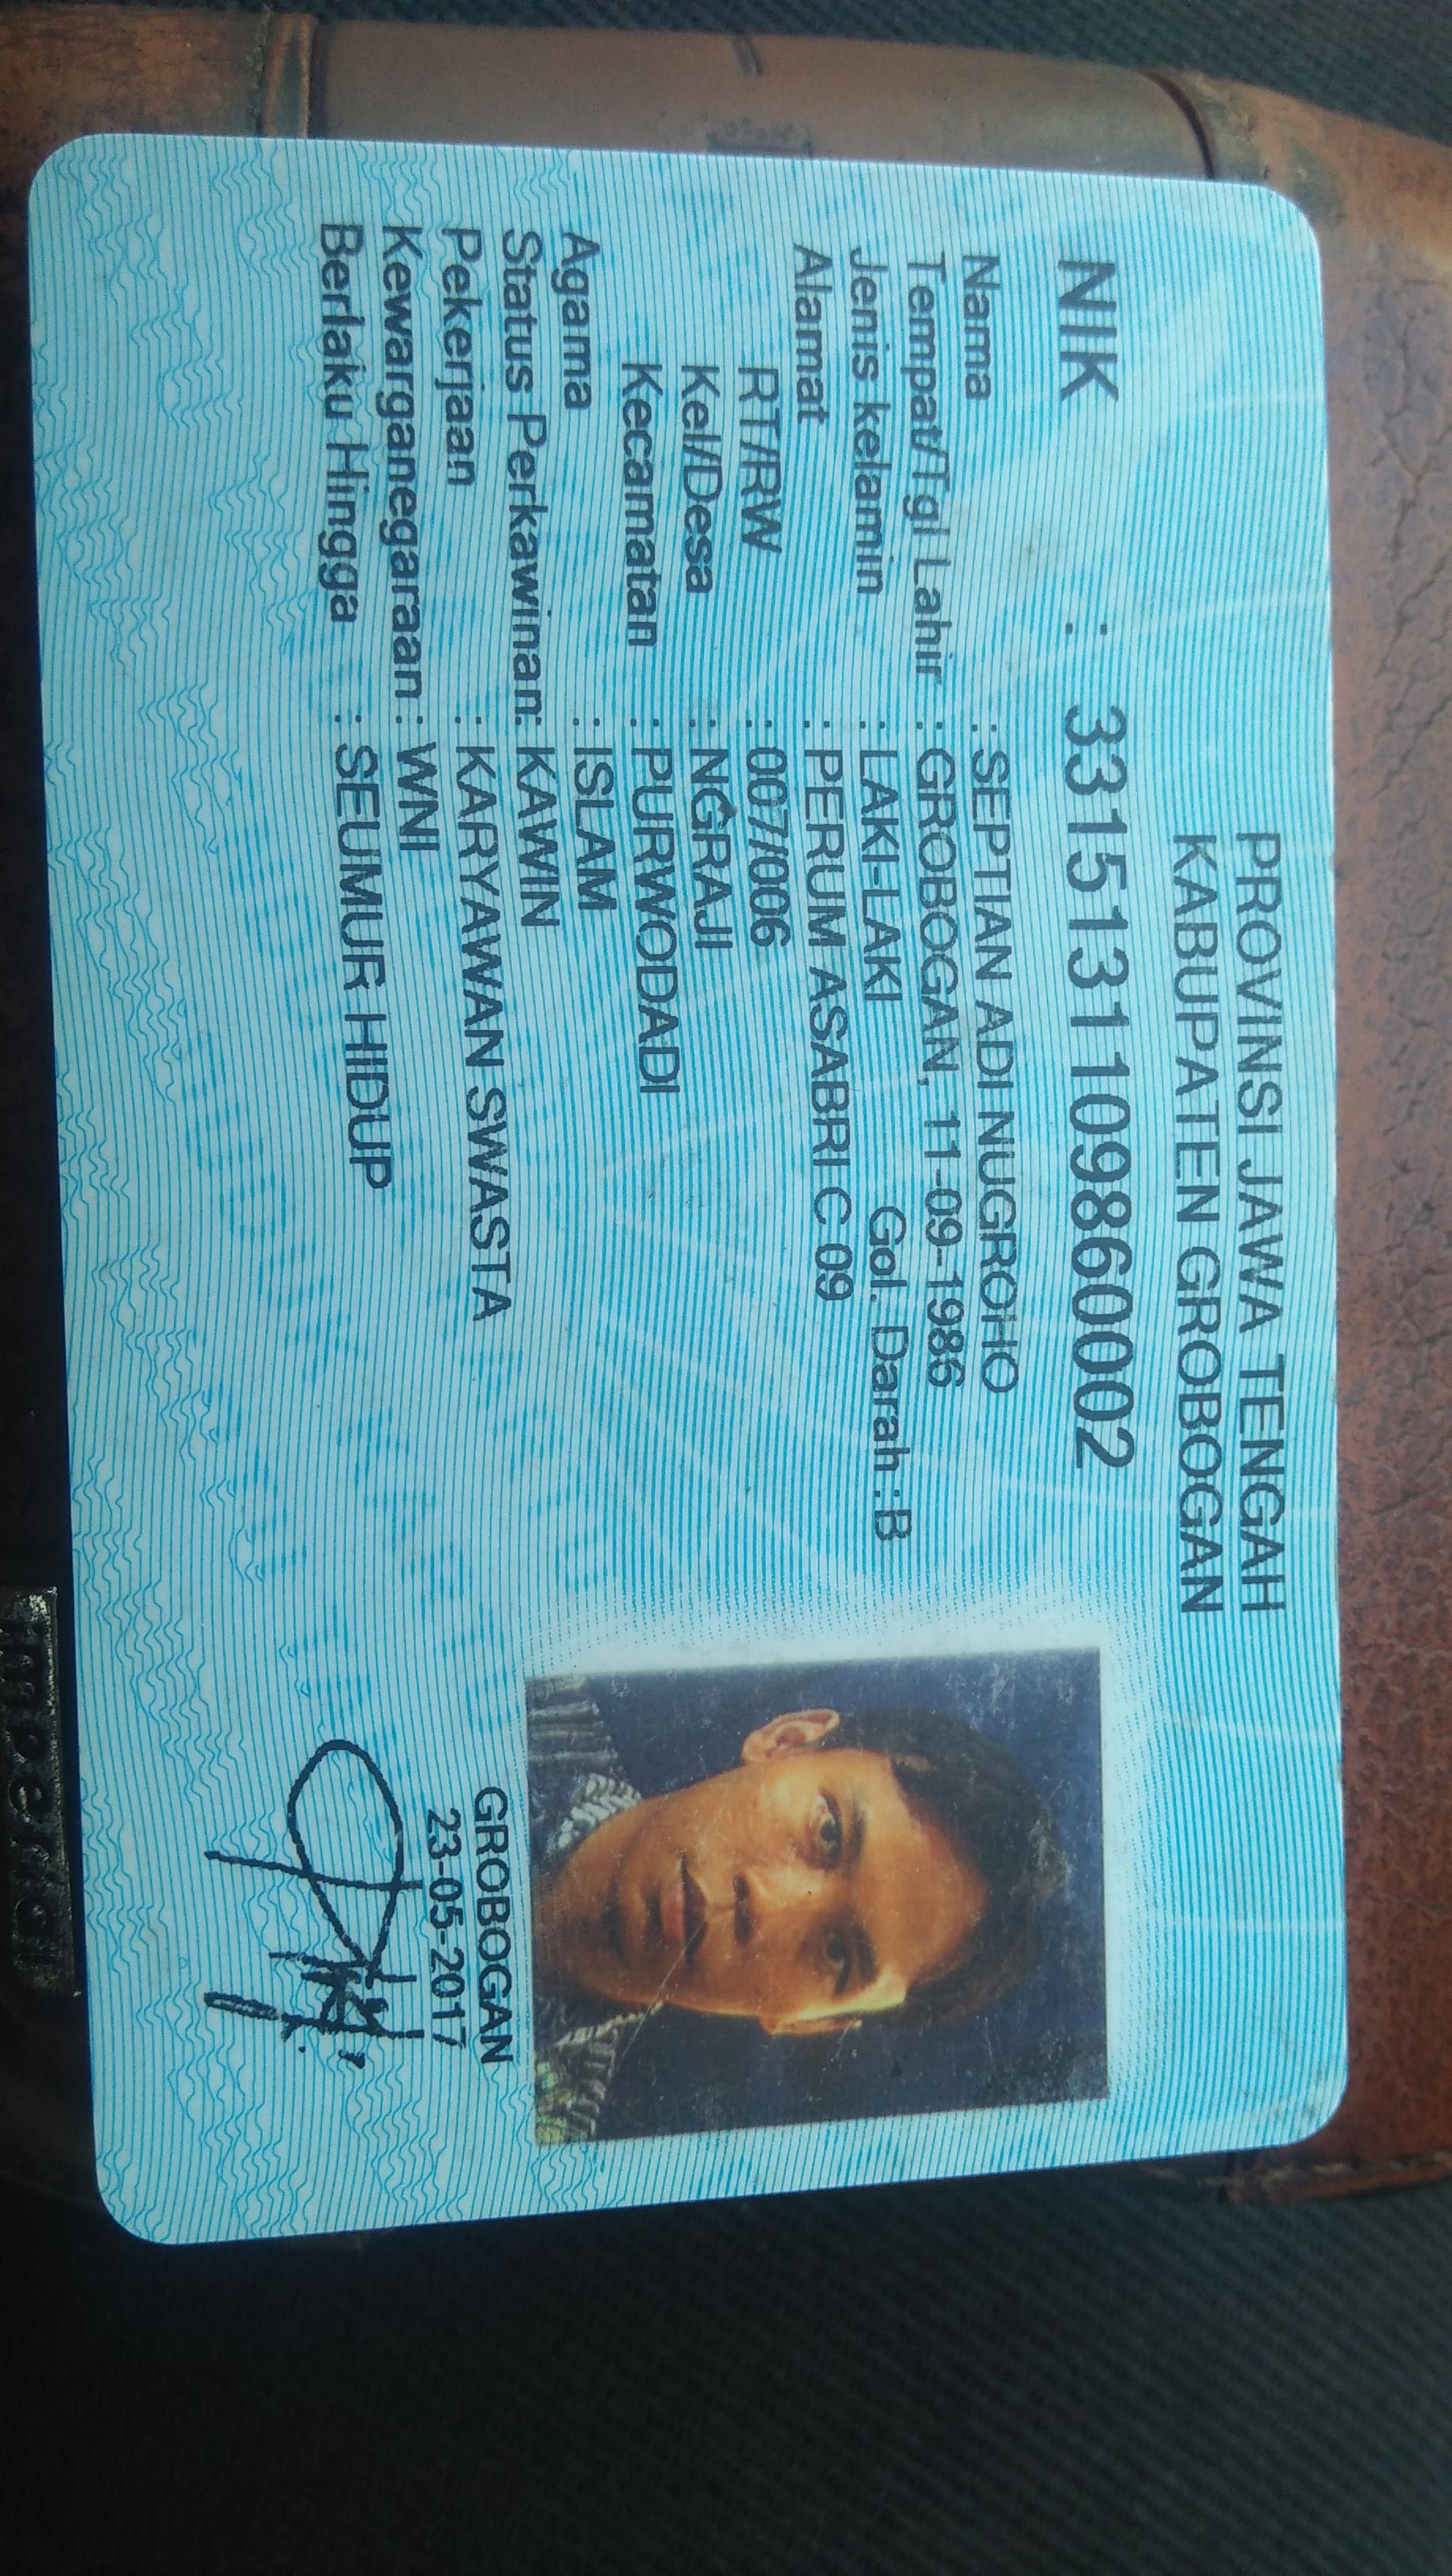 PROVINSI JAWA TENGAH
KABUPATEN GROBOGAN
NIK : 3315131109860002
Nama : SEPTIAN ADI NUGROHO
Tempat/Tgl Lahir : GROBOGAN, 11-09-1986
Jenis kelamin : LAKI-LAKI Gol. Darah : B
Alamat : PERUM ASABRI C 09
RT/RW : 007/006
Kel/Desa : NGRAJI
Kecamatan : PURWODADI
Agama : ISLAM
Status Perkawinan: KAWIN
Pekerjaan : KARYAWAN SWASTA
Kewarganegaraan : WNI
Berlaku Hingga : SEUMUR HIDUP
GROBOGAN
23-05-2017